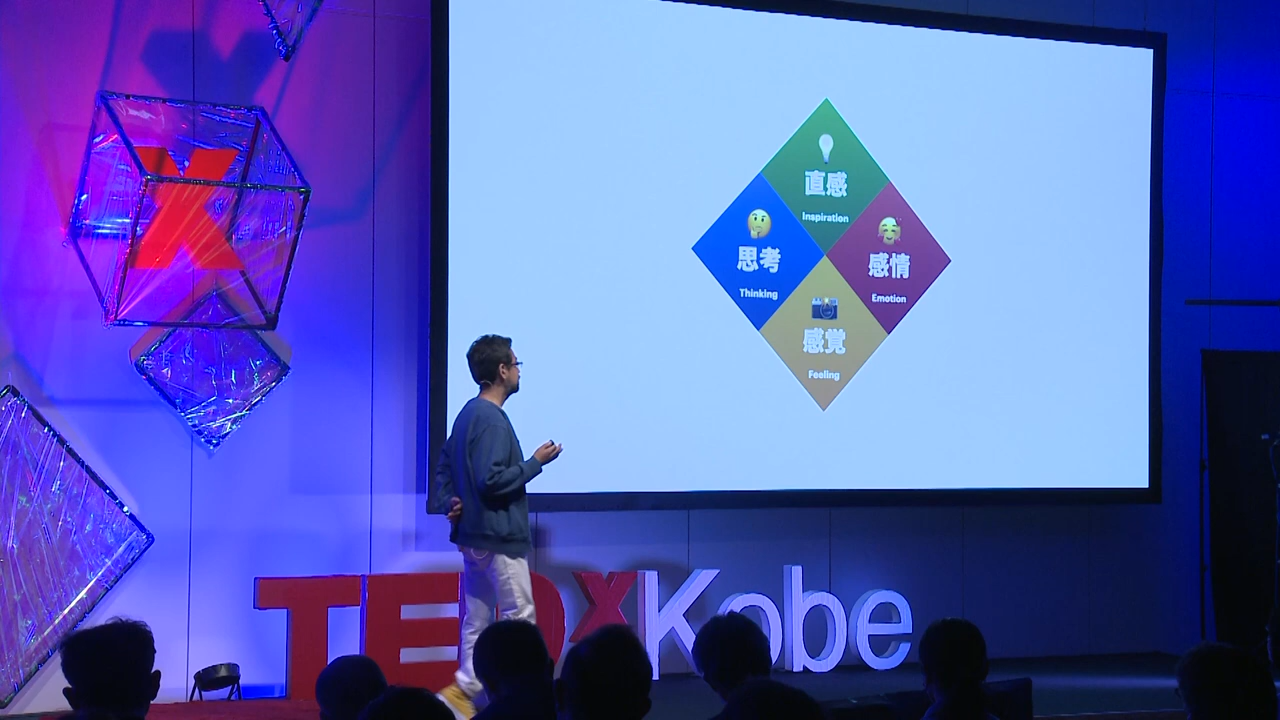 直感
Inspiration
思考
Thinking
感情
Emotion
感覚
Feeling
X
TEDxKobe